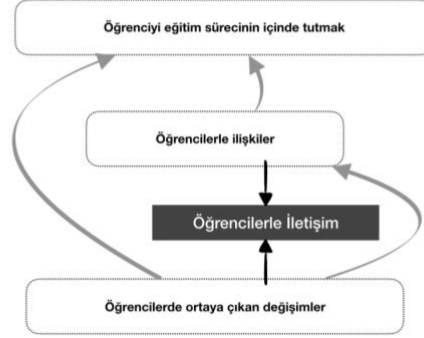 Öğrenciyi eğitim sürecinin içinde tutmak
Öğrencilerle ilişkiler
Öğrencilerle İletişim
Öğrencilerde ortaya çıkan değişimler